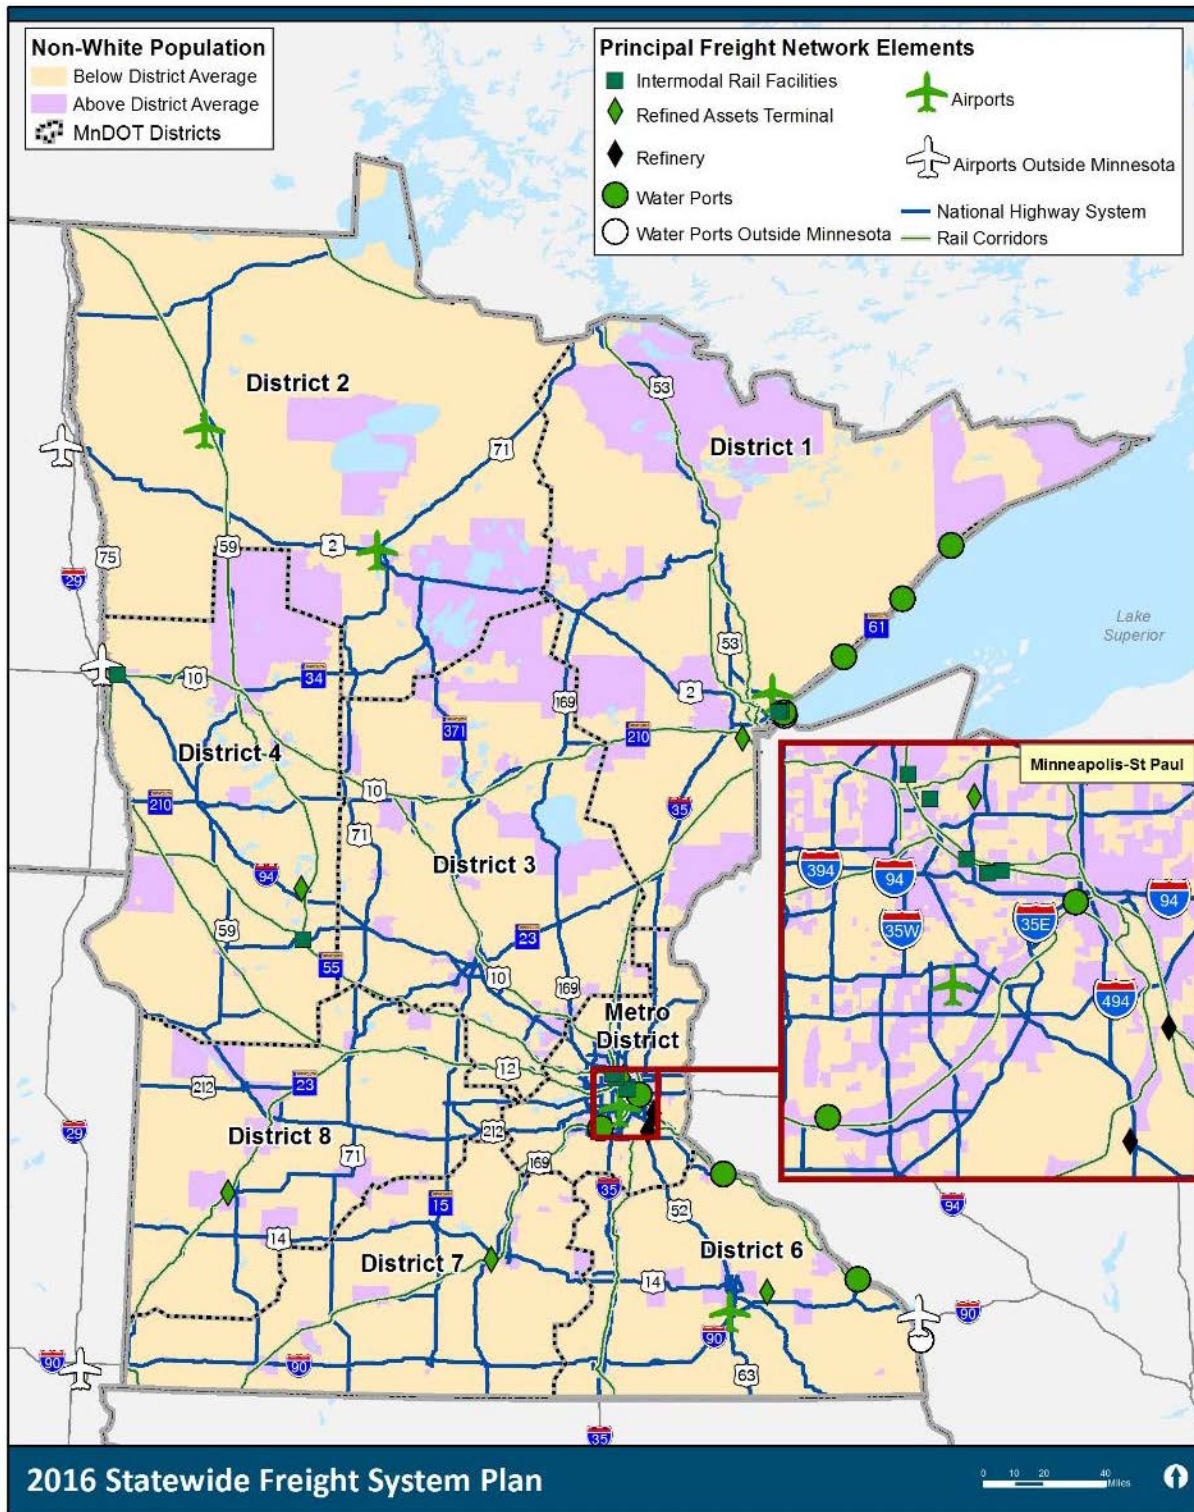 Non-White Population
Below District Average
Above District Average
MnDOT Districts
Principal Freight Network Elements
Intermodal Rail Facilities
Refined Assets Terminal
Refinery
Water Ports
Water Ports Outside Minnesota
Airports
Airports Outside Minnesota
National Highway System
Rail Corridors
District 2
53
District 1
71
59
2
75
29
61
Lake
Superior
53
10
34
2
169
371
210
District 4
10
210
35
71
District 3
94
59
23
55
10
169
Metro
District
12
212
23
29
District 8
212
71
169
35
15
52
14
District 7
District 6
14
90
90
90
90
63
35
94
Minneapolis-St Paul
394
94
94
35W
35E
494
2016 Statewide Freight System Plan
0 10 20 40
Miles